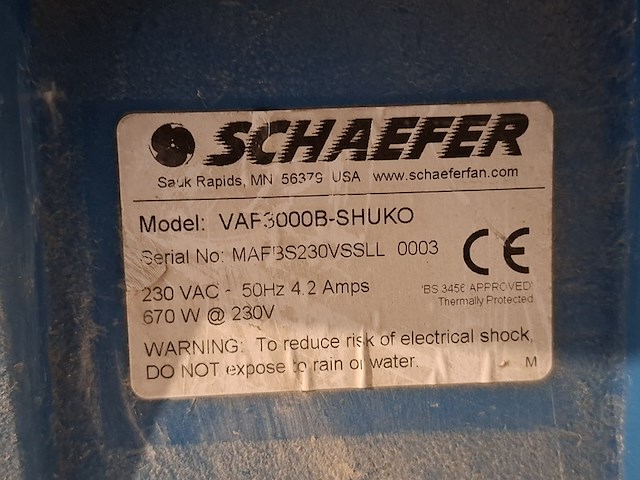 SCHAEFER
Sauk Rapids, MN 56379 USA www.schaeferfan.com
Model: VAF3000B-SHUKO
Serial No: MAFBS230VSSLL 0003
CE
230 VAC - 50Hz 4.2 Amps
'BS 3456 APPROVED'
670 W @ 230V
Thermally Protected
WARNING: To reduce risk of electrical shock,
DO NOT expose to rain or water.
M